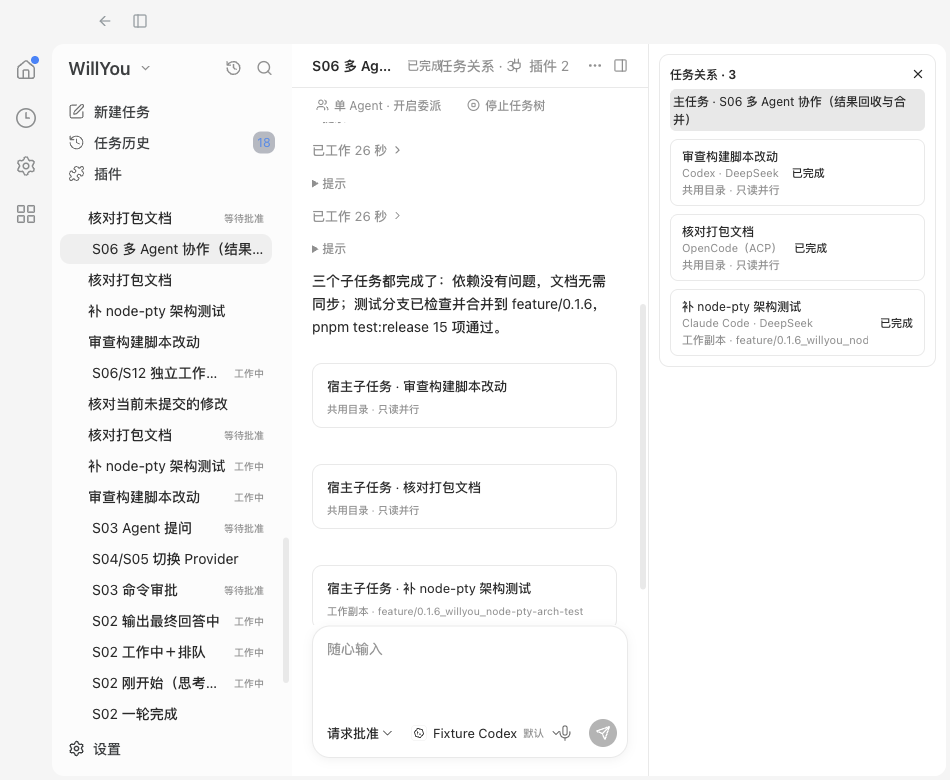 WillYou
新建任务
任务历史
18
插件
核对打包文档
等待批准
S06 多 Agent 协作（结果...
核对打包文档
补 node-pty 架构测试
审查构建脚本改动
S06/S12 独立工作...
工作中
核对当前未提交的修改
核对打包文档
等待批准
补 node-pty 架构测试
工作中
审查构建脚本改动
工作中
S03 Agent 提问
等待批准
S04/S05 切换 Provider
S03 命令审批
等待批准
S02 输出最终回答中
工作中
S02 工作中＋排队
工作中
S02 刚开始（思考...
工作中
S02 一轮完成
设置
S06 多 Ag...
已完成
任务关系 · 3
插件 2
单 Agent · 开启委派
停止任务树
已工作 26 秒
提示
已工作 26 秒
提示
三个子任务都完成了：依赖没有问题，文档无需
同步；测试分支已检查并合并到 feature/0.1.6，
pnpm test:release 15 项通过。
宿主子任务 · 审查构建脚本改动
共用目录 · 只读并行
宿主子任务 · 核对打包文档
共用目录 · 只读并行
宿主子任务 · 补 node-pty 架构测试
工作副本 · feature/0.1.6_willyou_node-pty-arch-test
随心输入
请求批准
Fixture Codex
默认
任务关系 · 3
主任务 · S06 多 Agent 协作（结果回收与合
并）
审查构建脚本改动
Codex · DeepSeek
已完成
共用目录 · 只读并行
核对打包文档
OpenCode（ACP）
已完成
共用目录 · 只读并行
补 node-pty 架构测试
Claude Code · DeepSeek
已完成
工作副本 · feature/0.1.6_willyou_nod